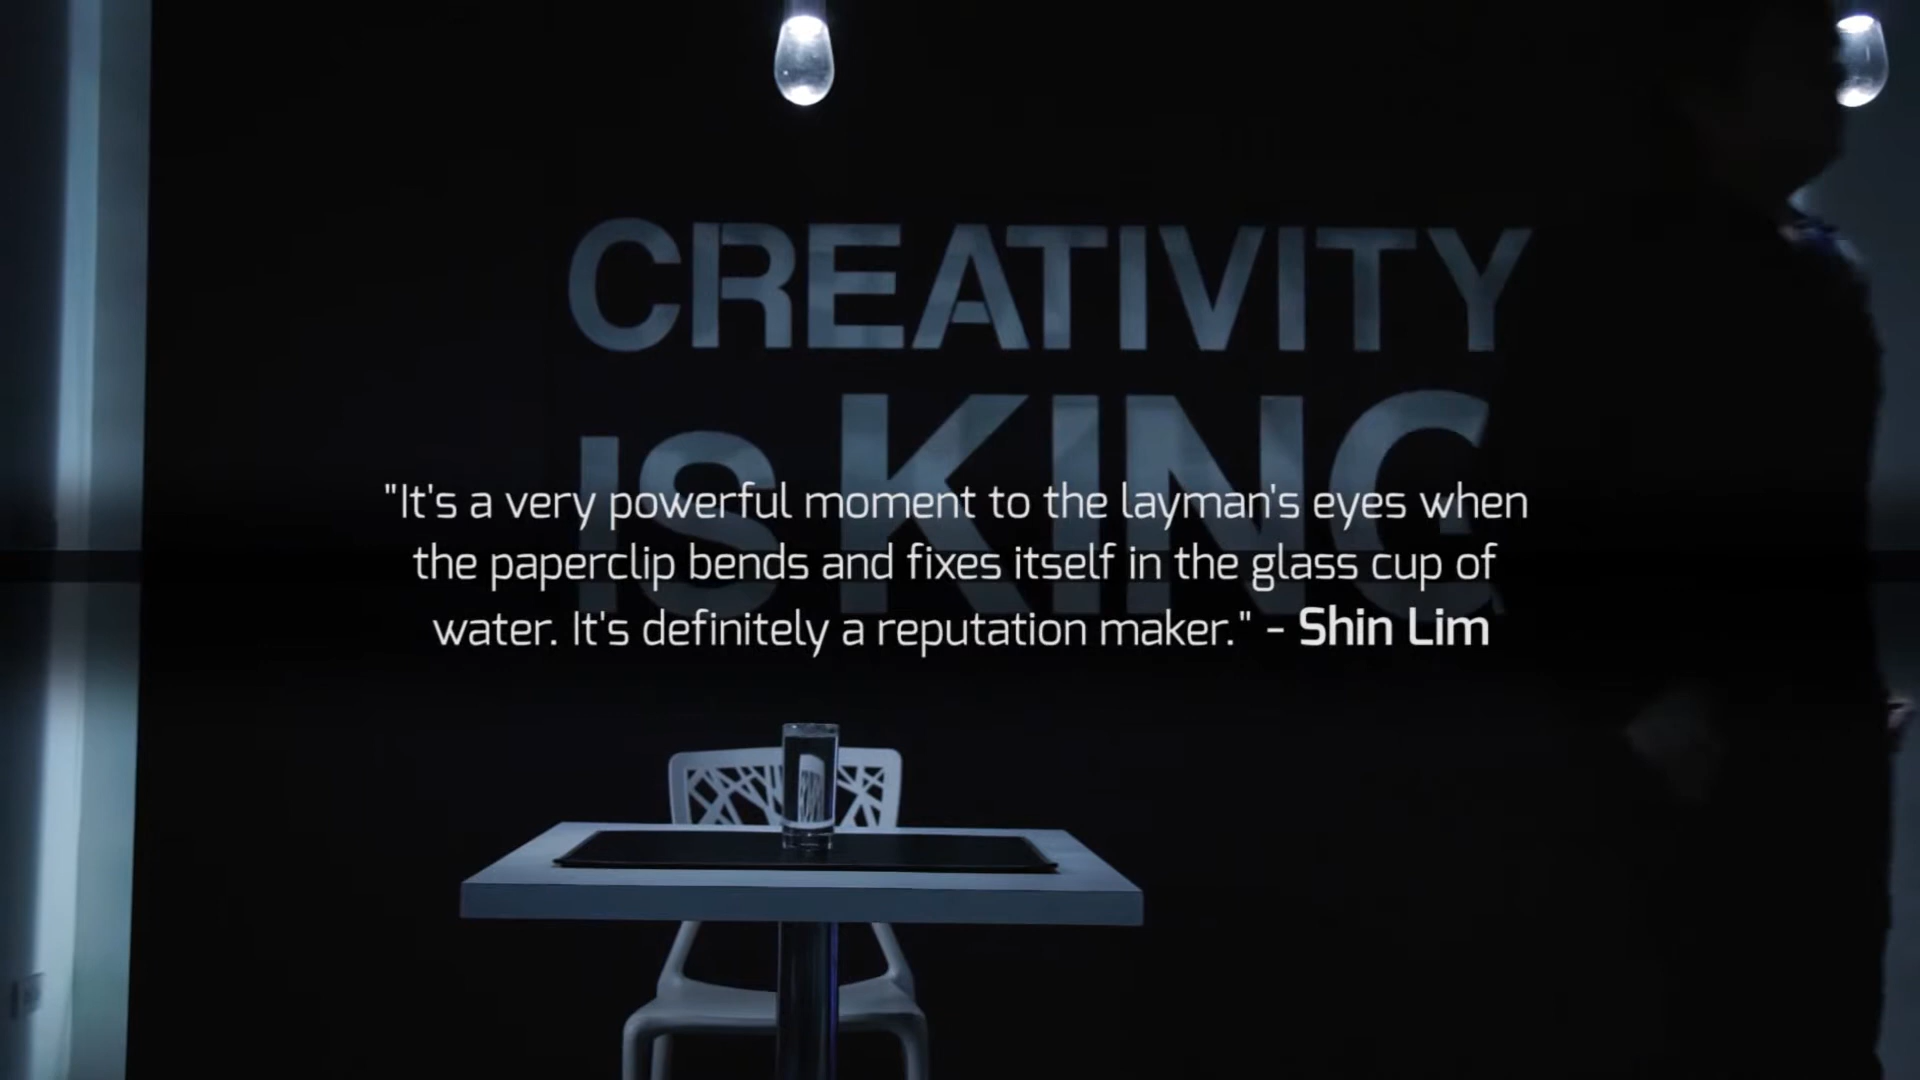 CREATIVITY
IS KING
"It's a very powerful moment to the layman's eyes when
the paperclip bends and fixes itself in the glass cup of
water. It's definitely a reputation maker." - Shin Lim